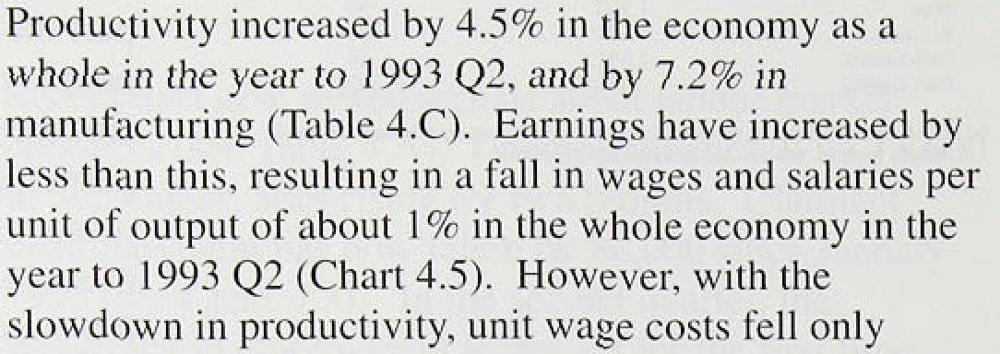 Productivity increased by 4.5% in the economy as a
whole in the year to 1993 Q2, and by 7.2% in
manufacturing (Table 4.C).  Earnings have increased by
less than this, resulting in a fall in wages and salaries per
unit of output of about 1% in the whole economy in the
year to 1993 Q2 (Chart 4.5).  However, with the
slowdown in productivity, unit wage costs fell only